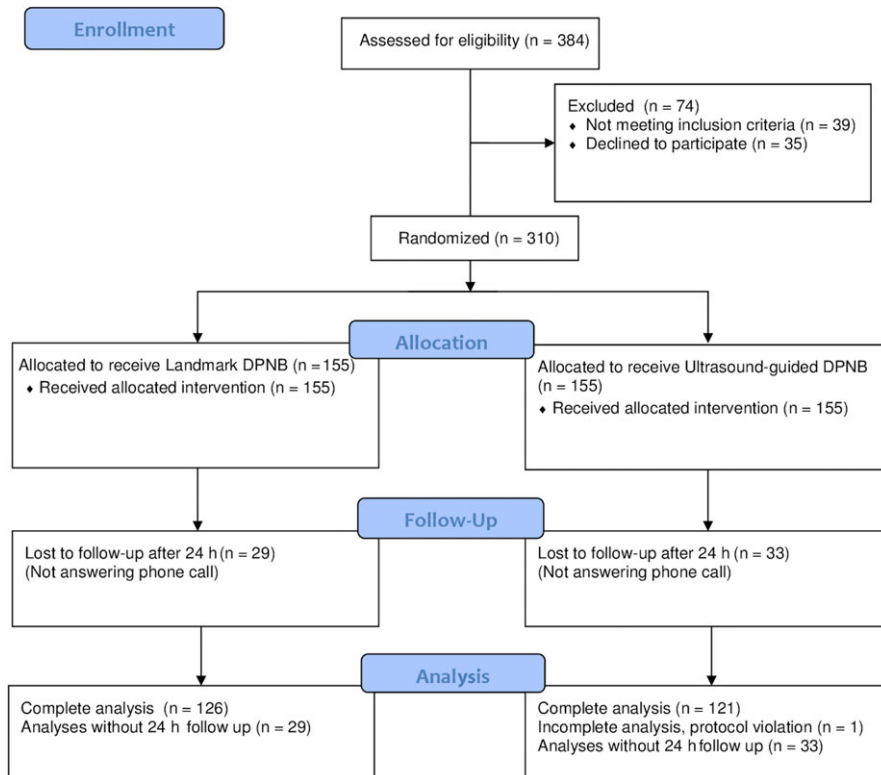 Enrollment
Assessed for eligibility (n = 384)
Excluded (n = 74)
♦ Not meeting inclusion criteria (n = 39)
♦ Declined to participate (n = 35)
Randomized (n = 310)
Allocation
Allocated to receive Landmark DPNB (n = 155)
♦ Received allocated intervention (n = 155)
Allocated to receive Ultrasound-guided DPNB
(n = 155)
♦ Received allocated intervention (n = 155)
Follow-Up
Lost to follow-up after 24 h (n = 29)
(Not answering phone call)
Lost to follow-up after 24 h (n = 33)
(Not answering phone call)
Analysis
Complete analysis (n = 126)
Analyses without 24 h follow up (n = 29)
Complete analysis (n = 121)
Incomplete analysis, protocol violation (n = 1)
Analyses without 24 h follow up (n = 33)